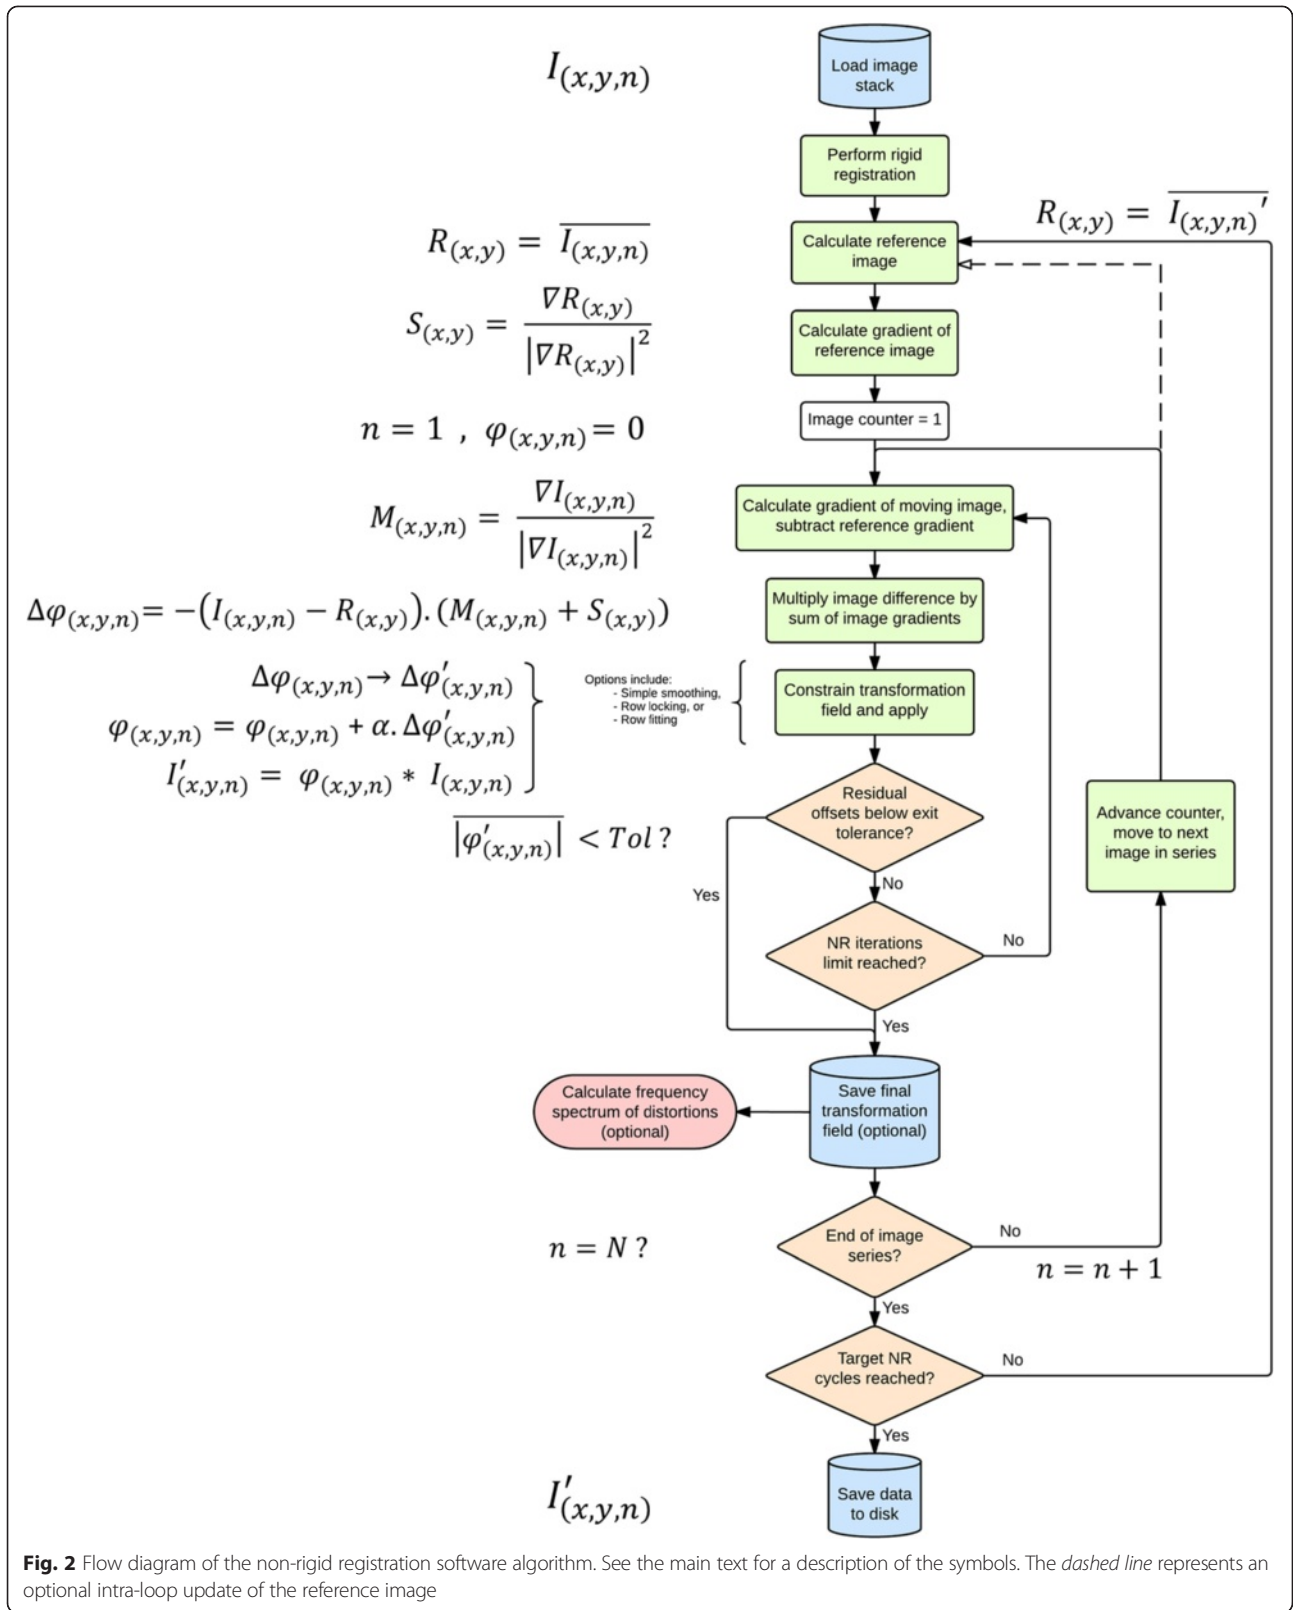 I(x,y,n)
Load image
stack
Perform rigid
registration
R(x,y) = \overline{I(x,y,n)'}
R(x,y) = \overline{I(x,y,n)}
Calculate reference
image
S(x,y) = ∇R(x,y) / |∇R(x,y)|²
Calculate gradient of
reference image
n = 1 , φ(x,y,n) = 0
Image counter = 1
M(x,y,n) = ∇I(x,y,n) / |∇I(x,y,n)|²
Calculate gradient of moving image,
subtract reference gradient
Δφ(x,y,n) = −(I(x,y,n) − R(x,y)).(M(x,y,n) + S(x,y))
Multiply image difference by
sum of image gradients
Δφ(x,y,n) → Δφ′(x,y,n)
φ(x,y,n) = φ(x,y,n) + α.Δφ′(x,y,n)
I′(x,y,n) = φ(x,y,n) * I(x,y,n)
Options include:
- Simple smoothing,
- Row locking, or
- Row fitting
Constrain transformation
field and apply
Residual
offsets below exit
tolerance?
\overline{|φ′(x,y,n)|} < Tol ?
Advance counter,
move to next
image in series
Yes
No
NR iterations
limit reached?
No
Yes
Calculate frequency
spectrum of distortions
(optional)
Save final
transformation
field (optional)
n = N ?
End of image
series?
No
n = n + 1
Yes
Target NR
cycles reached?
No
Yes
I′(x,y,n)
Save data
to disk
Fig. 2 Flow diagram of the non-rigid registration software algorithm. See the main text for a description of the symbols. The dashed line represents an
optional intra-loop update of the reference image